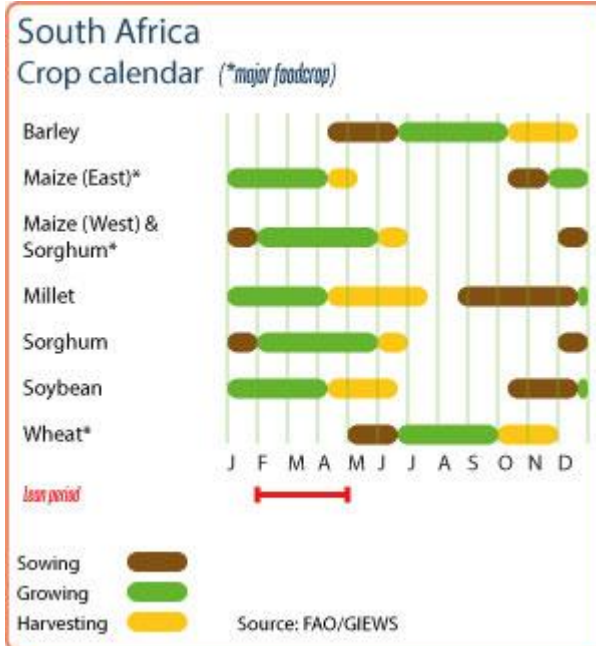 South Africa
Crop calendar (*major foodcrop)
Barley
Maize (East)*
Maize (West) &
Sorghum*
Millet
Sorghum
Soybean
Wheat*
J F M A M J J A S O N D
Lean period
Sowing
Growing
Harvesting Source: FAO/GIEWS